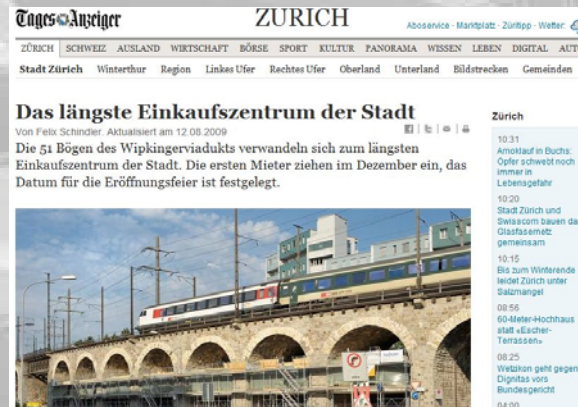 Tages Anzeiger
ZÜRICH
Aboservice · Marktplatz · Züritipp · Wetter:
ZÜRICH SCHWEIZ AUSLAND WIRTSCHAFT BÖRSE SPORT KULTUR PANORAMA WISSEN LEBEN DIGITAL AUT
Stadt Zürich Winterthur Region Linkes Ufer Rechtes Ufer Oberland Unterland Bildstrecken Gemeinden
Das längste Einkaufszentrum der Stadt
Von Felix Schindler. Aktualisiert am 12.08.2009
Die 51 Bögen des Wipkingerviadukts verwandeln sich zum längsten
Einkaufszentrum der Stadt. Die ersten Mieter ziehen im Dezember ein, das
Datum für die Eröffnungsfeier ist festgelegt.
Zürich
10:31
Amoklauf in Buchs:
Opfer schwebt noch
immer in
Lebensgefahr
10:20
Stadt Zürich und
Swisscom bauen da
Glasfasernetz
gemeinsam
10:15
Bis zum Winterende
leidet Zürich unter
Salzmangel
08:56
60-Meter-Hochhaus
statt «Escher-
Terrassen»
08:25
Wetzikon geht gegen
Dignitas vors
Bundesgericht
04:00